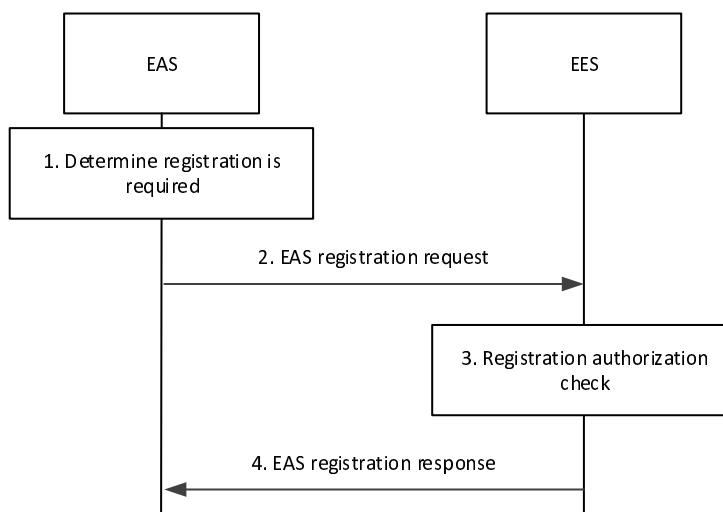 EAS
EES
1. Determine registration is
required
2. EAS registration request
3. Registration authorization
check
4. EAS registration response